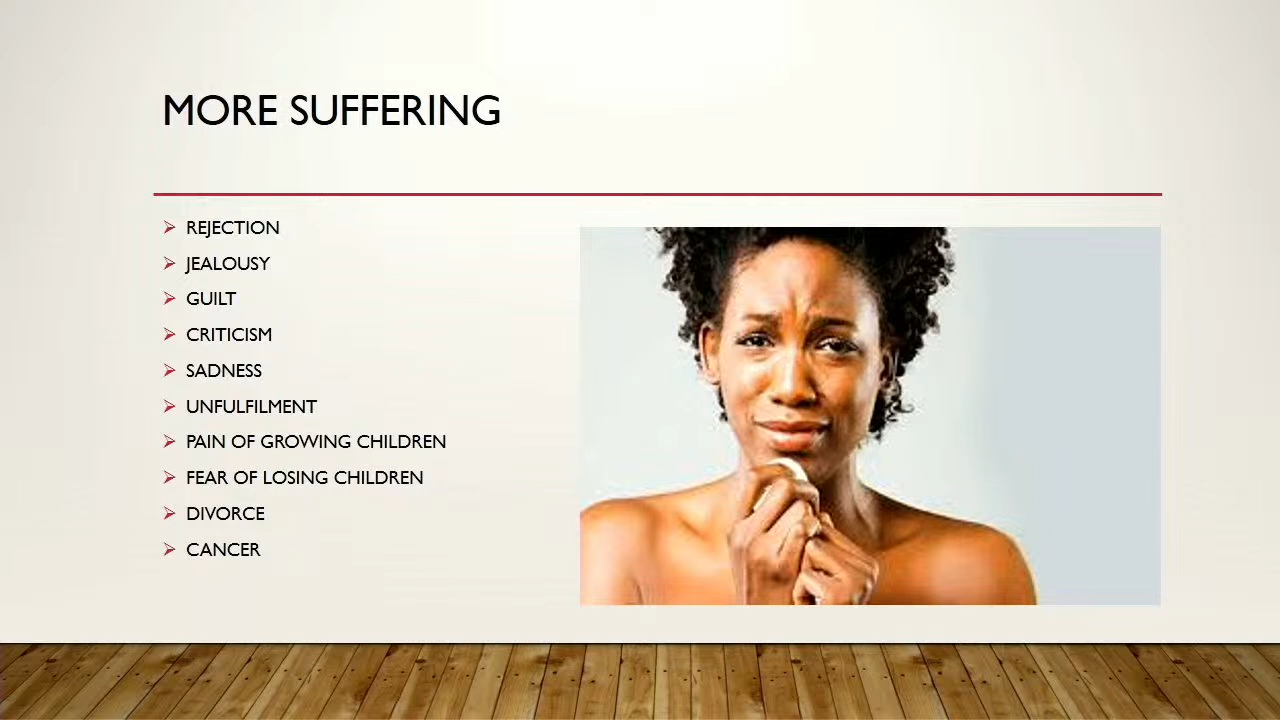 MORE SUFFERING
REJECTION
JEALOUSY
GUILT
CRITICISM
SADNESS
UNFULFILMENT
PAIN OF GROWING CHILDREN
FEAR OF LOSING CHILDREN
DIVORCE
CANCER